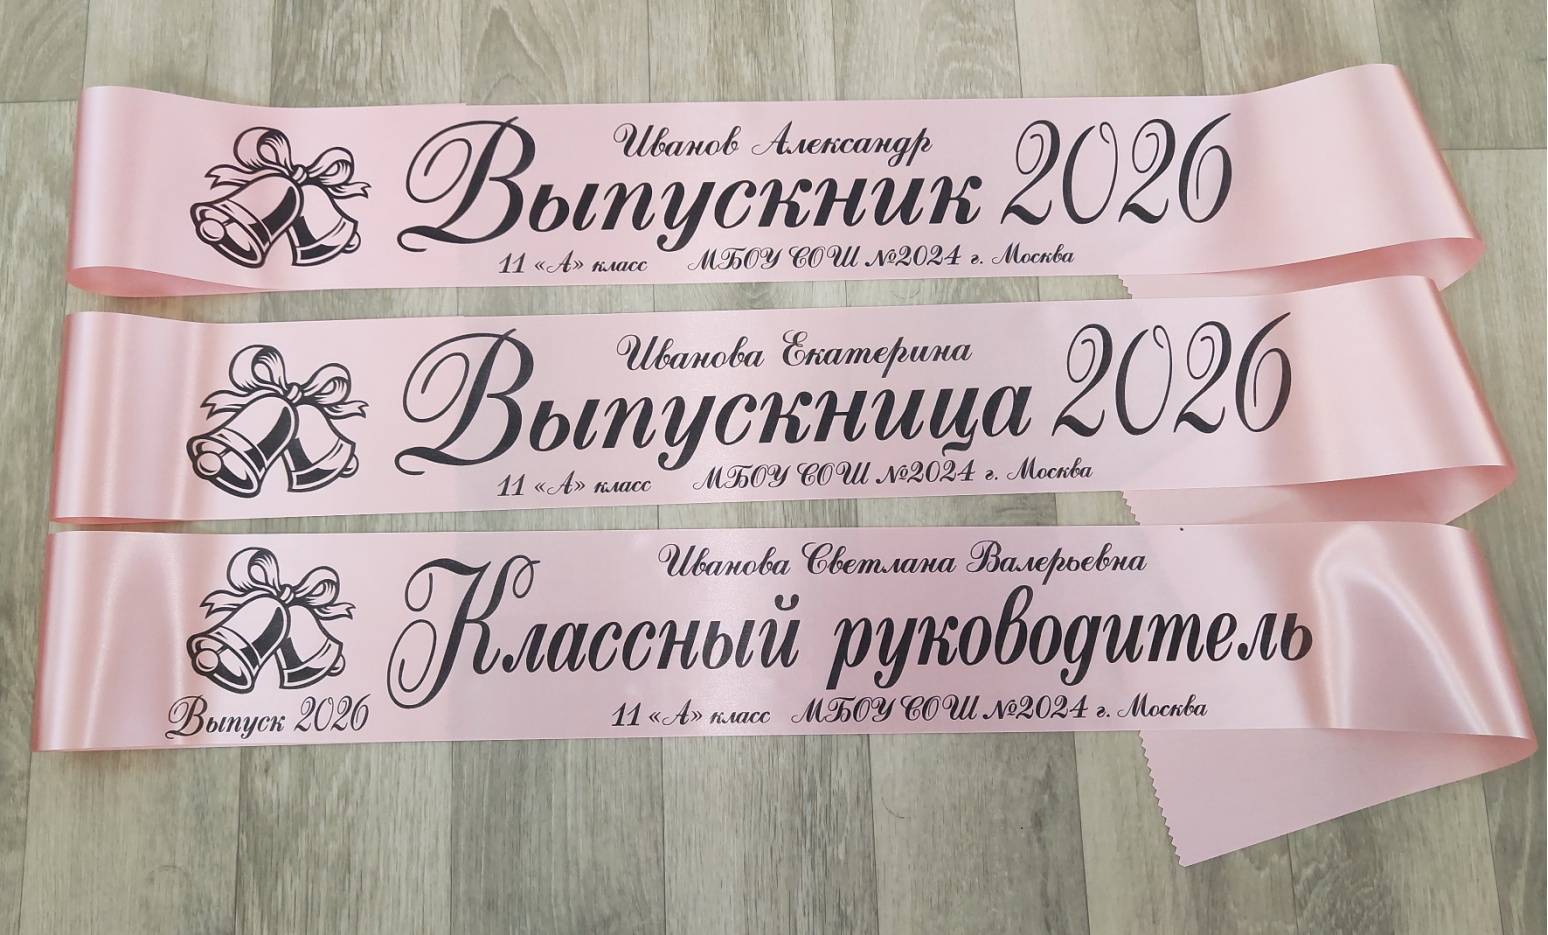 Иванов Александр
Выпускник 2026
11 «А» класс МБОУ СОШ №2024 г. Москва
Иванова Екатерина
Выпускница 2026
11 «А» класс МБОУ СОШ №2024 г. Москва
Иванова Светлана Валерьевна
Классный руководитель
Выпуск 2026
11 «А» класс МБОУ СОШ №2024 г. Москва